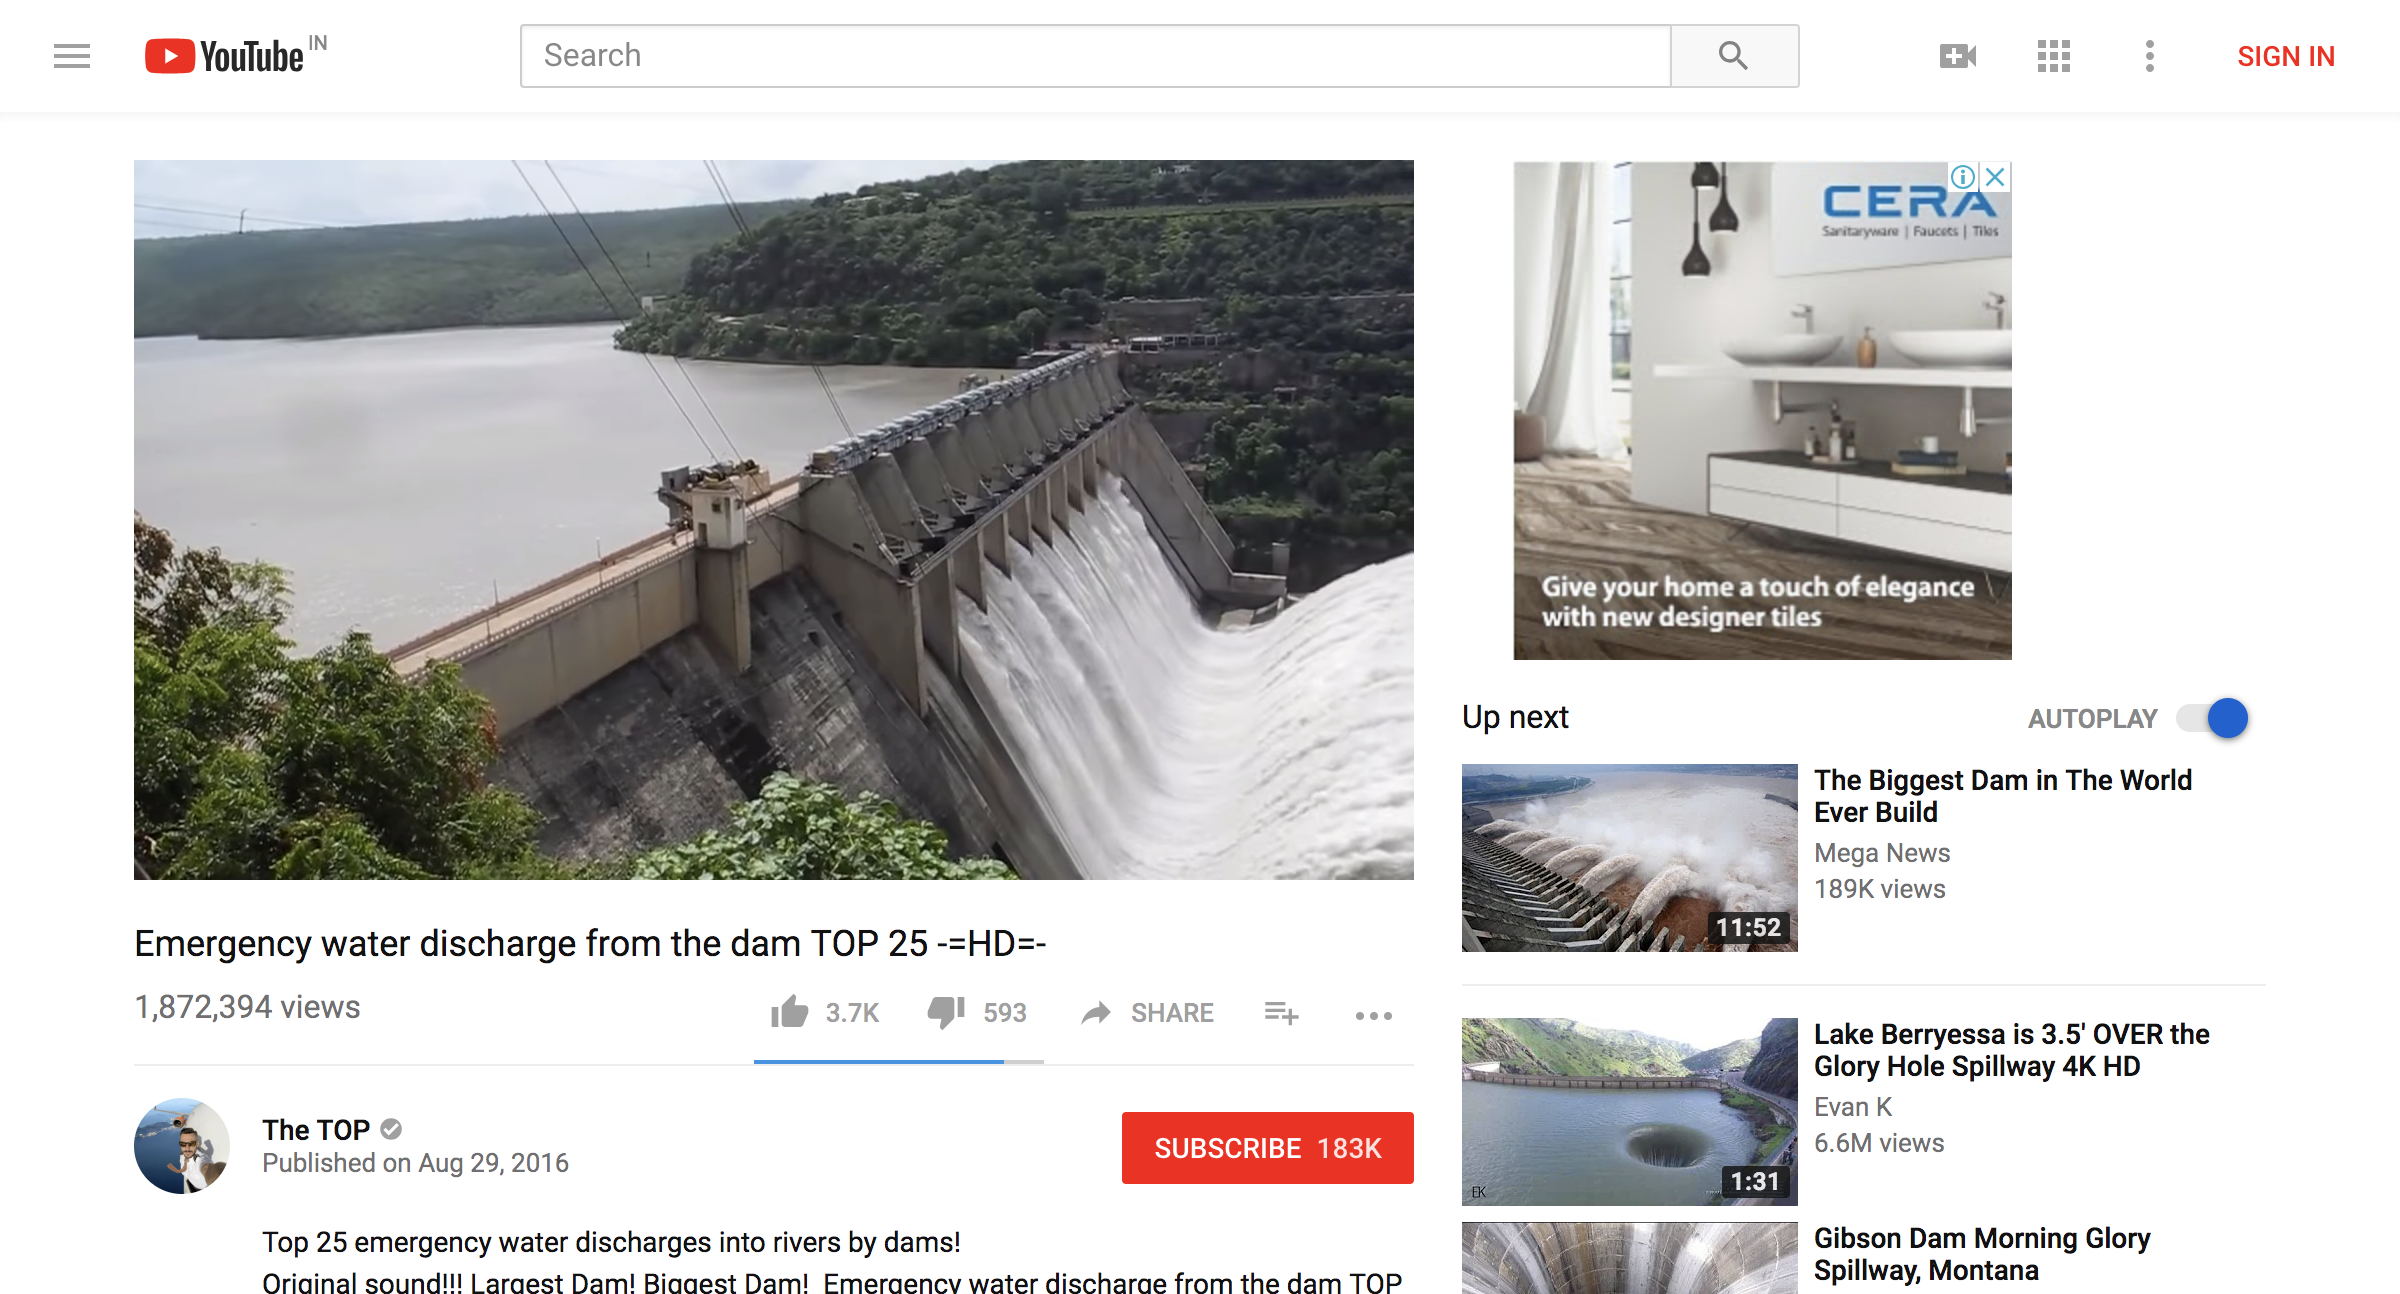 YouTube IN
Search
SIGN IN
CERA
Sanitaryware | Faucets | Tiles
Give your home a touch of elegance
with new designer tiles
Up next
AUTOPLAY
The Biggest Dam in The World
Ever Build
Mega News
189K views
11:52
Emergency water discharge from the dam TOP 25 -=HD=-
1,872,394 views
3.7K
593
SHARE
Lake Berryessa is 3.5' OVER the
Glory Hole Spillway 4K HD
Evan K
6.6M views
EK
1:31
The TOP
Published on Aug 29, 2016
SUBSCRIBE 183K
Top 25 emergency water discharges into rivers by dams!
Original sound!!! Largest Dam! Biggest Dam!  Emergency water discharge from the dam TOP
Gibson Dam Morning Glory
Spillway, Montana